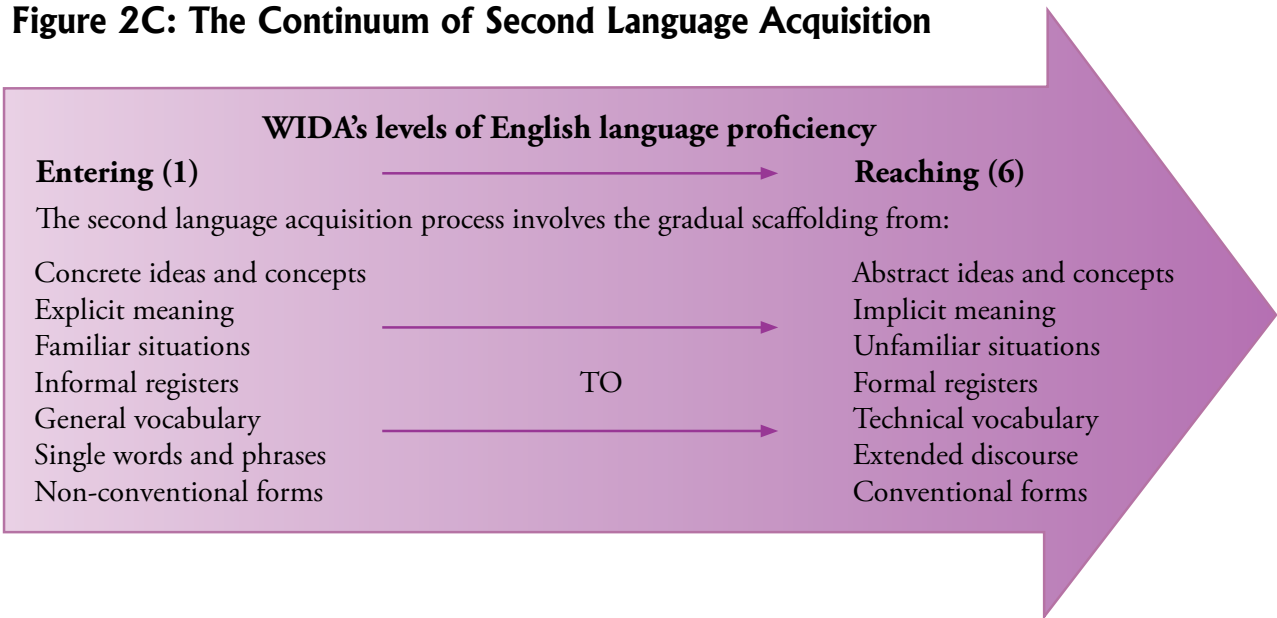 Figure 2C: The Continuum of Second Language Acquisition
WIDA's levels of English language proficiency
Entering (1) Reaching (6)
The second language acquisition process involves the gradual scaffolding from:
Concrete ideas and concepts Abstract ideas and concepts
Explicit meaning Implicit meaning
Familiar situations Unfamiliar situations
Informal registers TO Formal registers
General vocabulary Technical vocabulary
Single words and phrases Extended discourse
Non-conventional forms Conventional forms